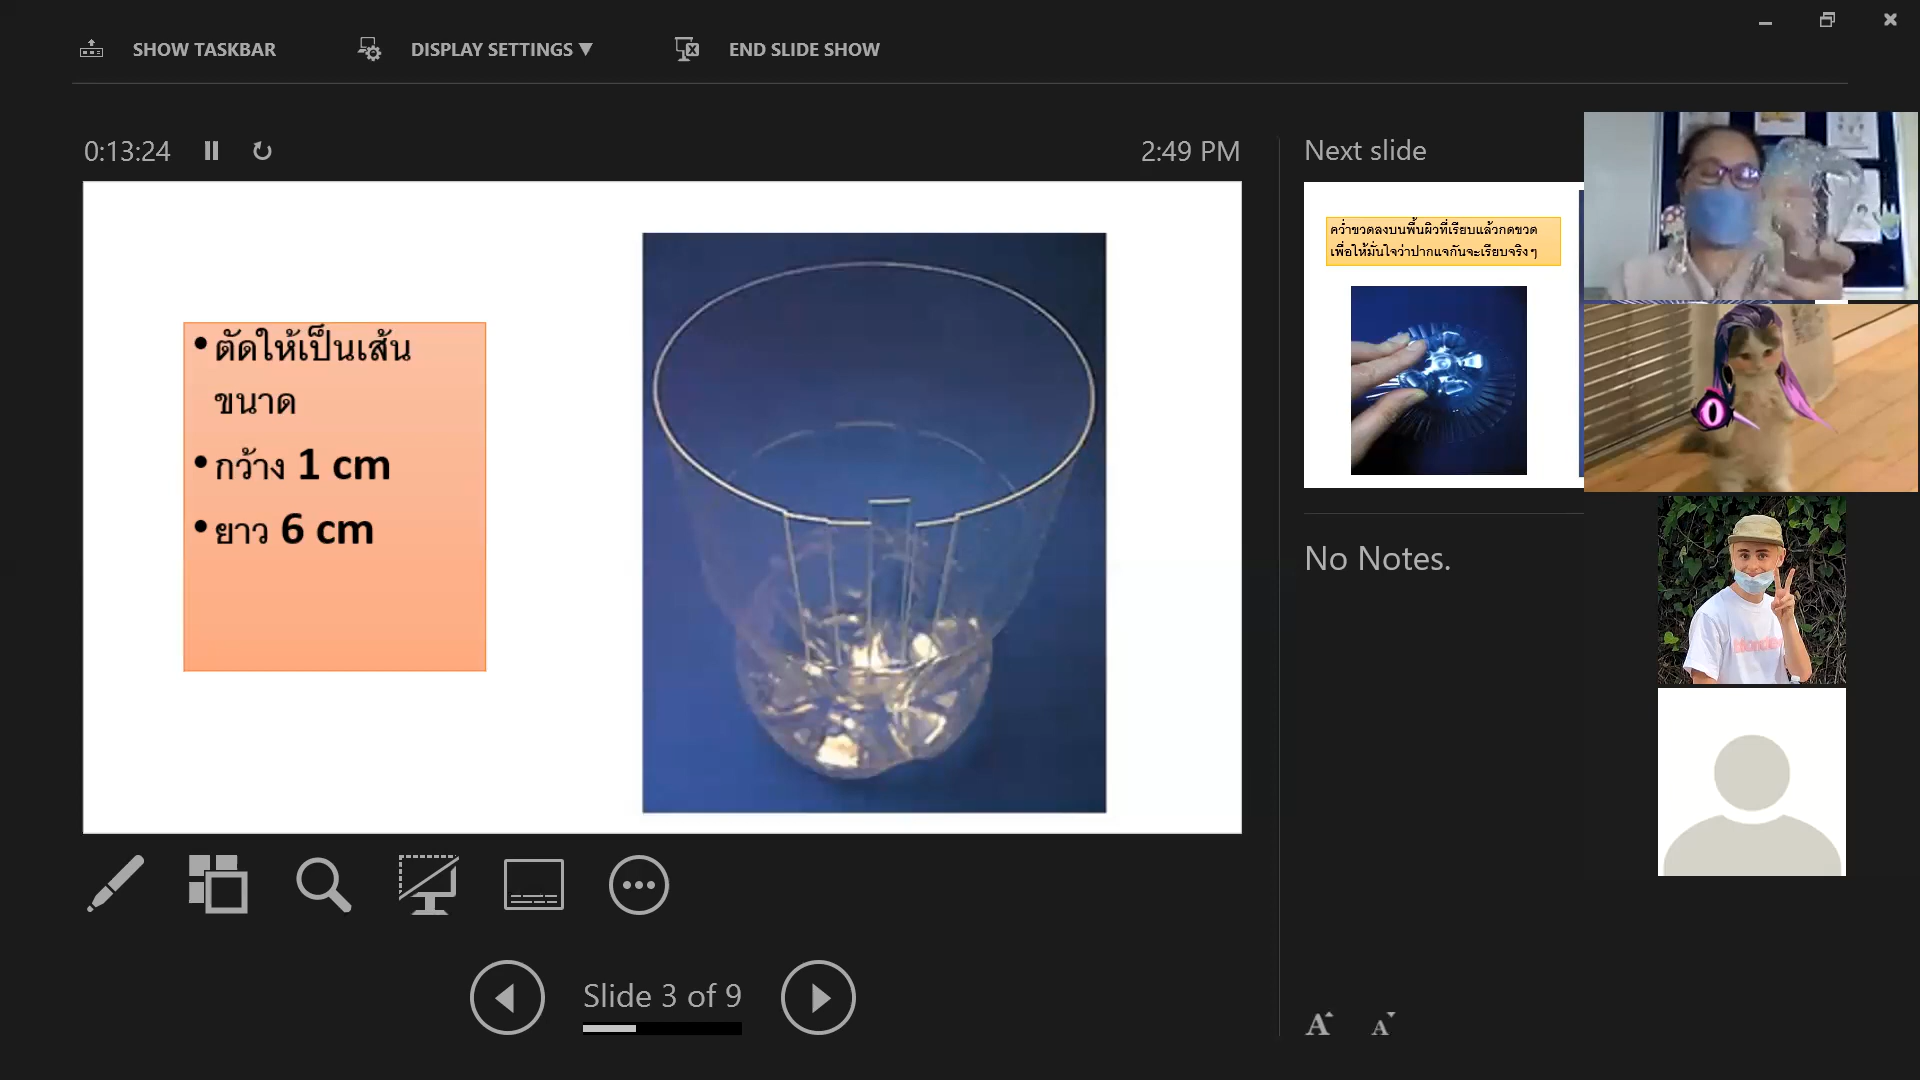 SHOW TASKBAR
DISPLAY SETTINGS ▼
END SLIDE SHOW
0:13:24
2:49 PM
Next slide
• ตัดให้เป็นเส้น
ขนาด
• กว้าง 1 cm
• ยาว 6 cm
คว่ำขวดลงบนพื้นผิวที่เรียบแล้วกดขวด
เพื่อให้มั่นใจว่าปากแจกันจะเรียบจริงๆ
No Notes.
Slide 3 of 9
A
A